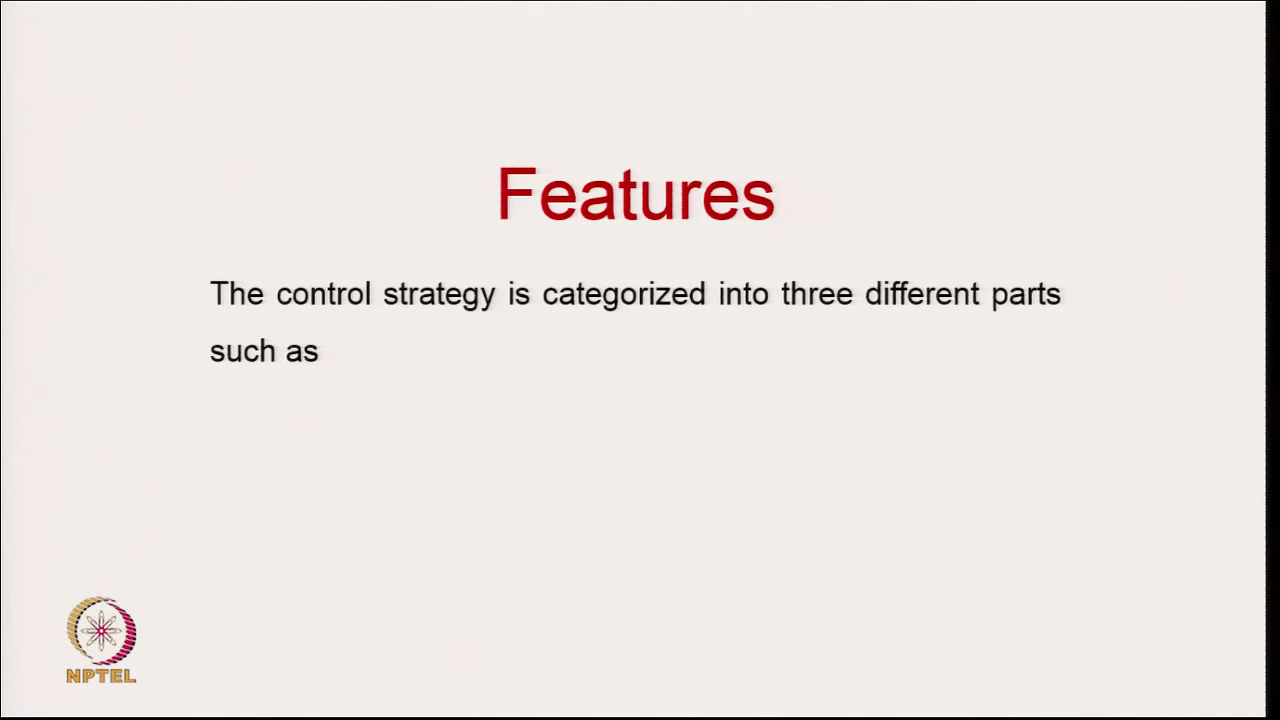 Features
The control strategy is categorized into three different parts
such as
NPTEL